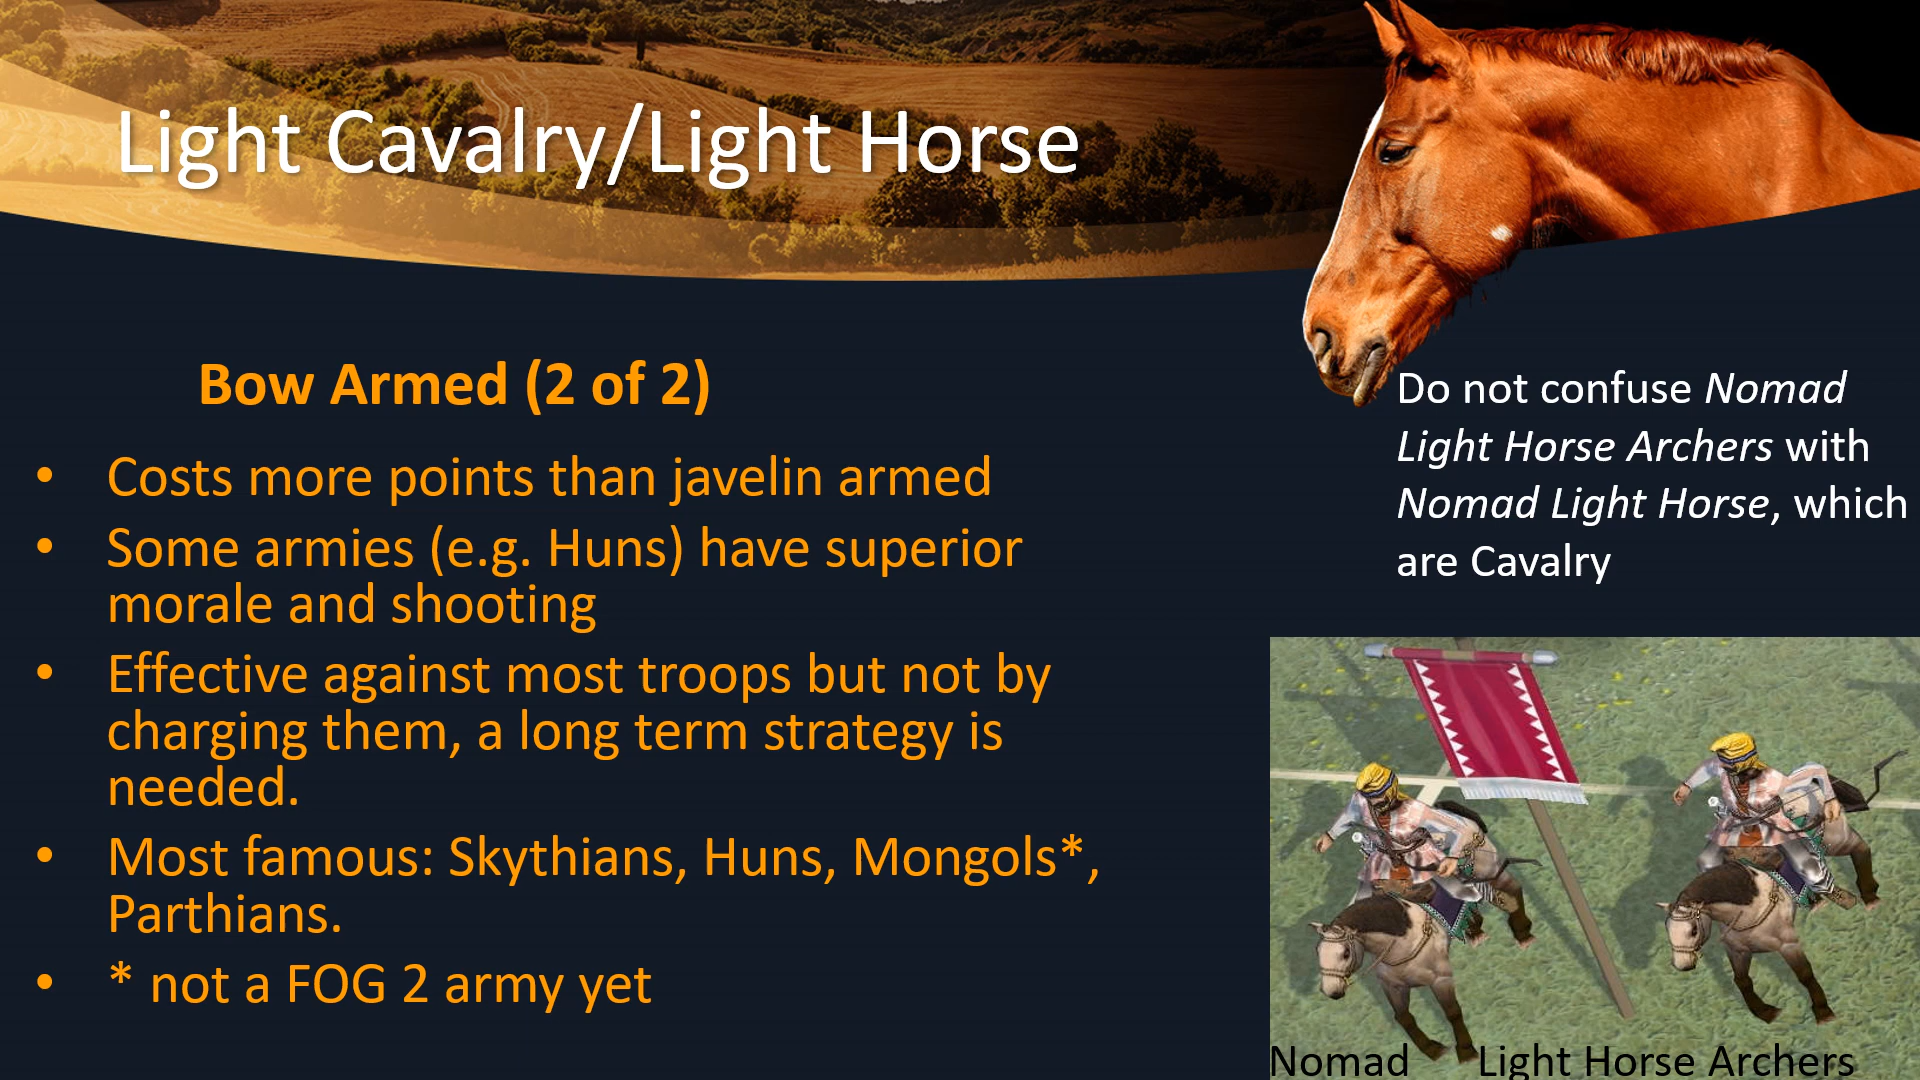 Light Cavalry/Light Horse
Bow Armed (2 of 2)
• Costs more points than javelin armed
• Some armies (e.g. Huns) have superior
morale and shooting
• Effective against most troops but not by
charging them, a long term strategy is
needed.
• Most famous: Skythians, Huns, Mongols*,
Parthians.
• * not a FOG 2 army yet
Do not confuse Nomad
Light Horse Archers with
Nomad Light Horse, which
are Cavalry
Nomad Light Horse Archers